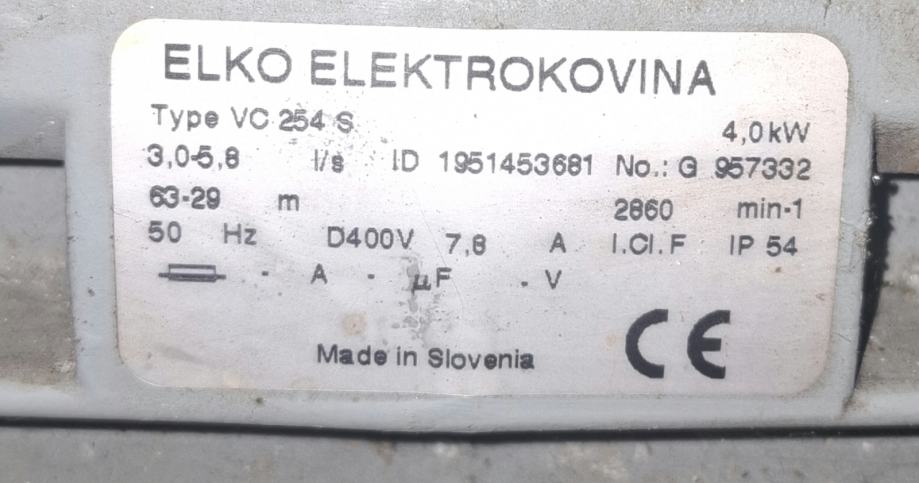 ELKO ELEKTROKOVINA
Type VC 254 S 4,0kW
3,0-5,8 l/s ID 1951453681 No.: G 957332
63-29 m 2860 min-1
50 Hz D400V 7,8 A I.Cl.F IP 54
- A - µF - V
Made in Slovenia CE